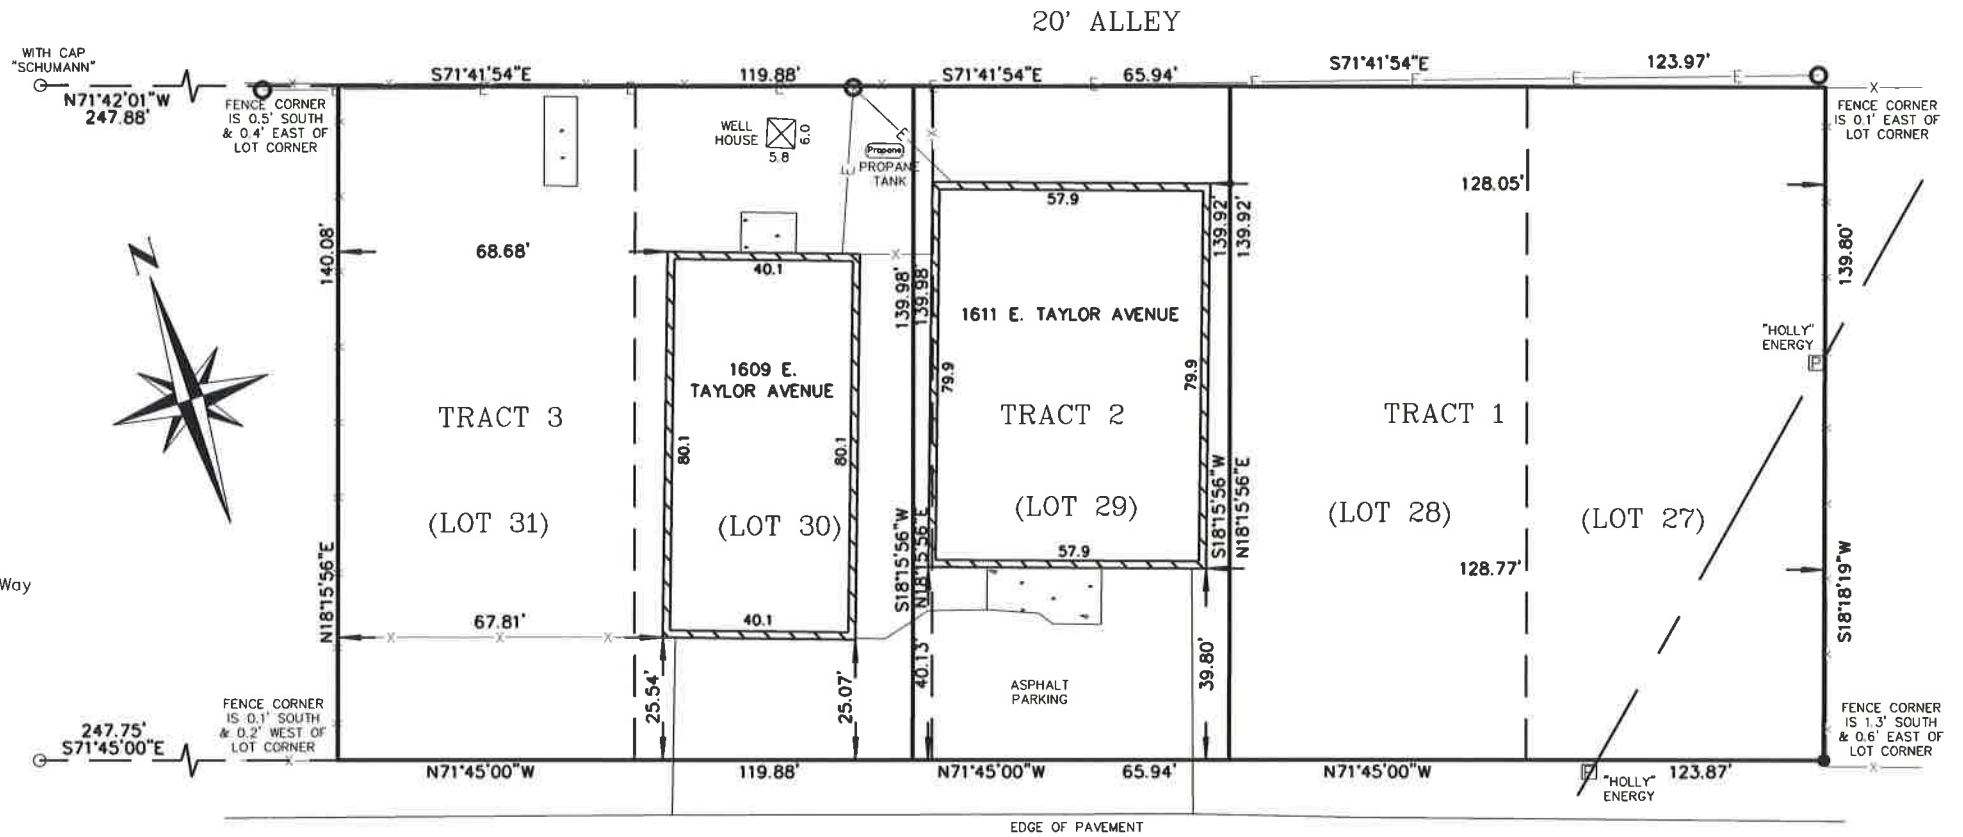 20' ALLEY
WITH CAP
"SCHUMANN"
N71°42'01"W
247.88'
S71°41'54"E
119.88'
S71°41'54"E
65.94'
S71°41'54"E
123.97'
FENCE CORNER
IS 0.5' SOUTH
& 0.4' EAST OF
LOT CORNER
WELL
HOUSE
6.0
5.8
Propane
PROPANE
TANK
FENCE CORNER
IS 0.1' EAST OF
LOT CORNER
N
140.08'
68.68'
40.1
57.9
139.98'
139.98'
139.92'
139.92'
128.05'
139.80'
1609 E.
TAYLOR AVENUE
1611 E. TAYLOR AVENUE
"HOLLY"
ENERGY
P
79.9
79.9
80.1
80.1
TRACT 3
TRACT 2
TRACT 1
(LOT 31)
(LOT 30)
(LOT 29)
(LOT 28)
(LOT 27)
Way
N18°15'56"E
S18°15'56"W
N18°15'56"E
S18°15'56"W
N18°15'56"E
S18°18'19"W
57.9
128.77'
67.81'
40.1
25.54'
25.07'
40.13'
39.80'
ASPHALT
PARKING
247.75'
S71°45'00"E
FENCE CORNER
IS 0.1' SOUTH
& 0.2' WEST OF
LOT CORNER
FENCE CORNER
IS 1.3' SOUTH
& 0.6' EAST OF
LOT CORNER
N71°45'00"W
119.88'
N71°45'00"W
65.94'
N71°45'00"W
123.87'
P
"HOLLY"
ENERGY
EDGE OF PAVEMENT